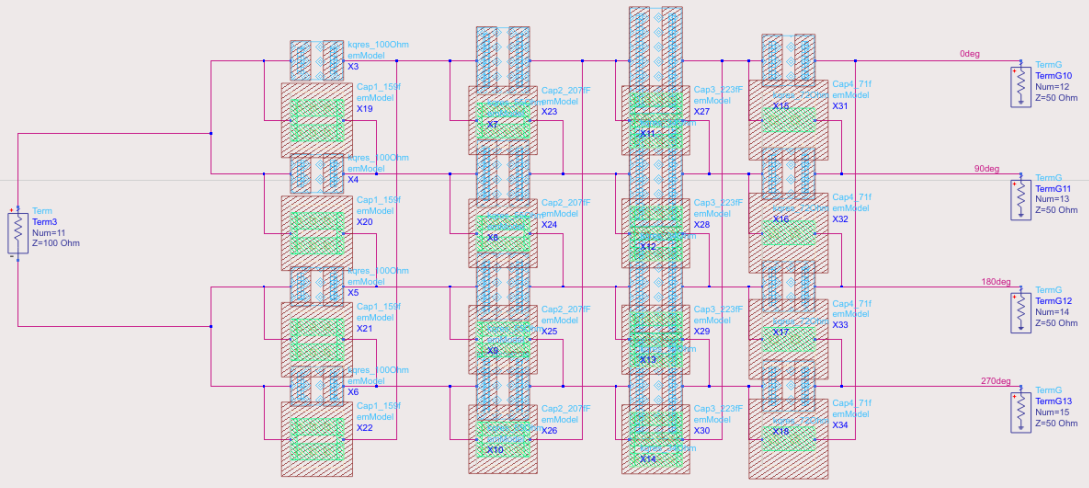 kqres_100Ohm
emModel
X3
Cap1_159f
emModel
X19
kqres_100Ohm
emModel
X4
Cap1_159f
emModel
X20
kqres_100Ohm
emModel
X5
Cap1_159f
emModel
X21
kqres_100Ohm
emModel
X6
Cap1_159f
emModel
X22
Cap2_207fF
emModel
X23
X7
Cap2_207fF
emModel
X24
X8
Cap2_207fF
emModel
X25
X9
Cap2_207fF
emModel
X26
X10
Cap3_223fF
emModel
X27
X11
Cap3_223fF
emModel
X28
X12
Cap3_223fF
emModel
X29
X13
Cap3_223fF
emModel
X30
X14
Cap4_71f
emModel
X31
X15
Cap4_71f
emModel
X32
X16
Cap4_71f
emModel
X33
X17
Cap4_71f
emModel
X34
X18
Term
Term3
Num=11
Z=100 Ohm
0deg
TermG
TermG10
Num=12
Z=50 Ohm
90deg
TermG
TermG11
Num=13
Z=50 Ohm
180deg
TermG
TermG12
Num=14
Z=50 Ohm
270deg
TermG
TermG13
Num=15
Z=50 Ohm